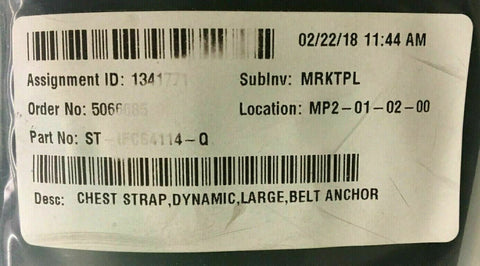 02/22/18 11:44 AM
Assignment ID: SubInv: MRKTPL
Order No: Location: MP2-01-02-00
Part No:
Desc: CHEST STRAP,DYNAMIC,LARGE,BELT ANCHOR